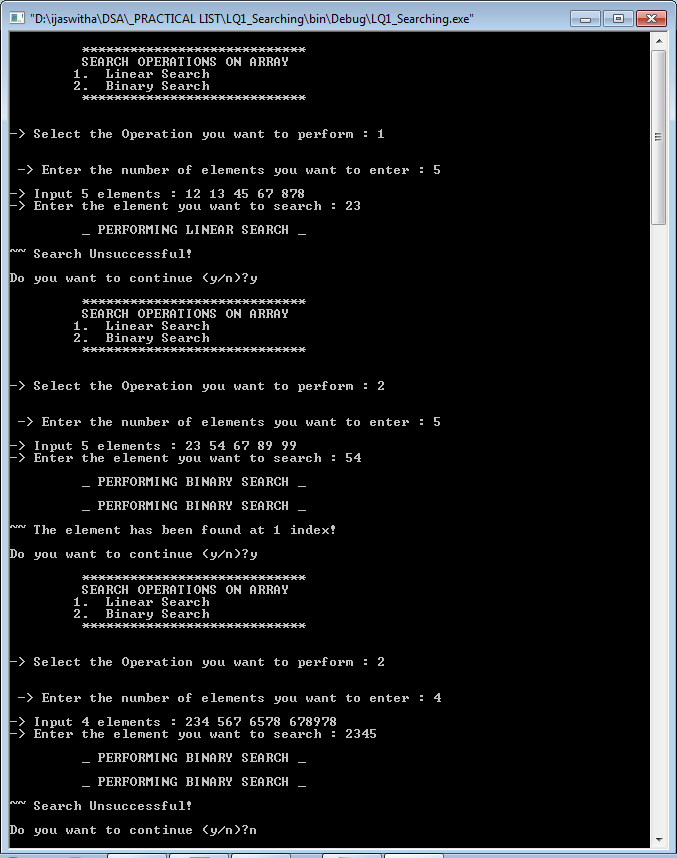 "D:\ijaswitha\DSA\_PRACTICAL LIST\LQ1_Searching\bin\Debug\LQ1_Searching.exe"
****************************
SEARCH OPERATIONS ON ARRAY
1.  Linear Search
2.  Binary Search
****************************
-> Select the Operation you want to perform : 1
-> Enter the number of elements you want to enter : 5
-> Input 5 elements : 12 13 45 67 878
-> Enter the element you want to search : 23
_ PERFORMING LINEAR SEARCH _
~~ Search Unsuccessful!
Do you want to continue (y/n)?y
****************************
SEARCH OPERATIONS ON ARRAY
1.  Linear Search
2.  Binary Search
****************************
-> Select the Operation you want to perform : 2
-> Enter the number of elements you want to enter : 5
-> Input 5 elements : 23 54 67 89 99
-> Enter the element you want to search : 54
_ PERFORMING BINARY SEARCH _
_ PERFORMING BINARY SEARCH _
~~ The element has been found at 1 index!
Do you want to continue (y/n)?y
****************************
SEARCH OPERATIONS ON ARRAY
1.  Linear Search
2.  Binary Search
****************************
-> Select the Operation you want to perform : 2
-> Enter the number of elements you want to enter : 4
-> Input 4 elements : 234 567 6578 678978
-> Enter the element you want to search : 2345
_ PERFORMING BINARY SEARCH _
_ PERFORMING BINARY SEARCH _
~~ Search Unsuccessful!
Do you want to continue (y/n)?n